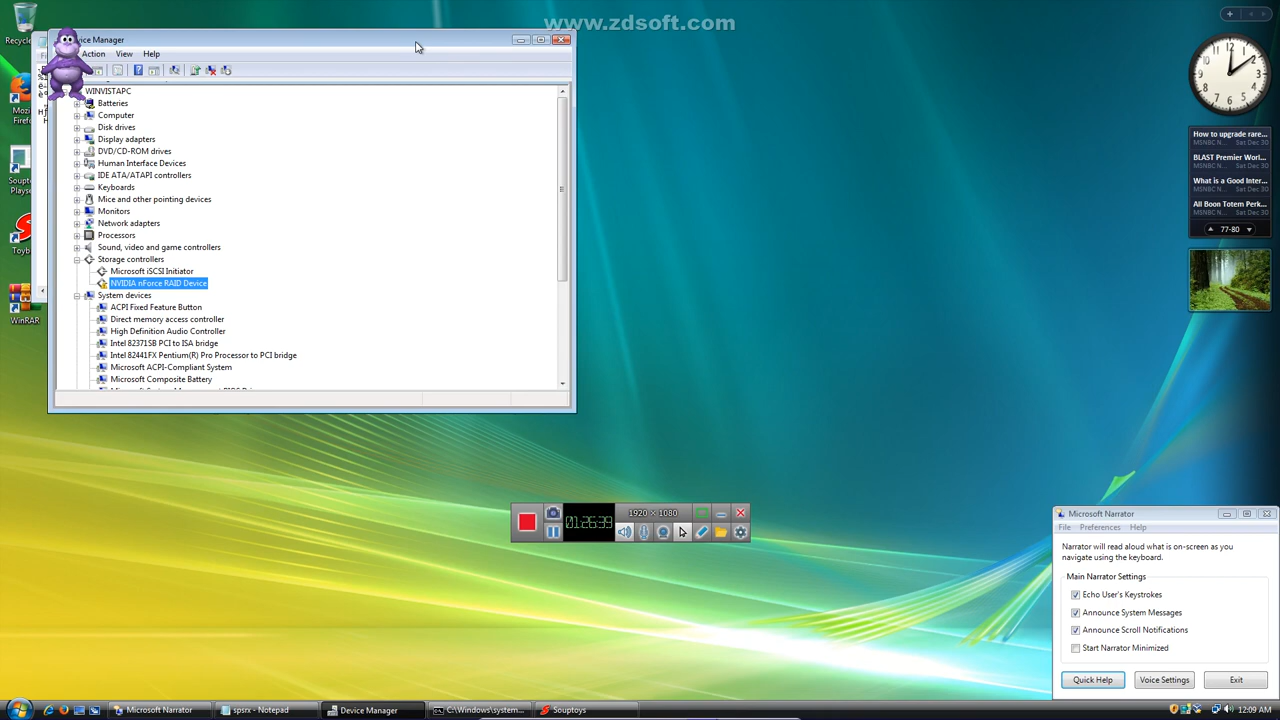 www.zdsoft.com
Recycl
vice Manager
Action View Help
WINVISTAPC
Batteries
Computer
Disk drives
Display adapters
DVD/CD-ROM drives
Human Interface Devices
IDE ATA/ATAPI controllers
Keyboards
Mice and other pointing devices
Monitors
Network adapters
Processors
Sound, video and game controllers
Storage controllers
Microsoft iSCSI Initiator
NVIDIA nForce RAID Device
System devices
ACPI Fixed Feature Button
Direct memory access controller
High Definition Audio Controller
Intel 82371SB PCI to ISA bridge
Intel 82441FX Pentium(R) Pro Processor to PCI bridge
Microsoft ACPI-Compliant System
Microsoft Composite Battery
Mozi
Firef
Soupto
Playse
Toyb
WinRAR
How to upgrade rare...
MSNBC N... Sat Dec 30
BLAST Premier Worl...
MSNBC N... Sat Dec 30
What is a Good Inter...
MSNBC N... Sat Dec 30
All Boon Totem Perk...
MSNBC N... Sat Dec 30
77-80
1920 × 1080
01:26:39
Microsoft Narrator
File Preferences Help
Narrator will read aloud what is on-screen as you
navigate using the keyboard.
Main Narrator Settings
Echo User's Keystrokes
Announce System Messages
Announce Scroll Notifications
Start Narrator Minimized
Quick Help Voice Settings Exit
Microsoft Narrator spsrx - Notepad Device Manager C:\Windows\system... Souptoys 12:09 AM